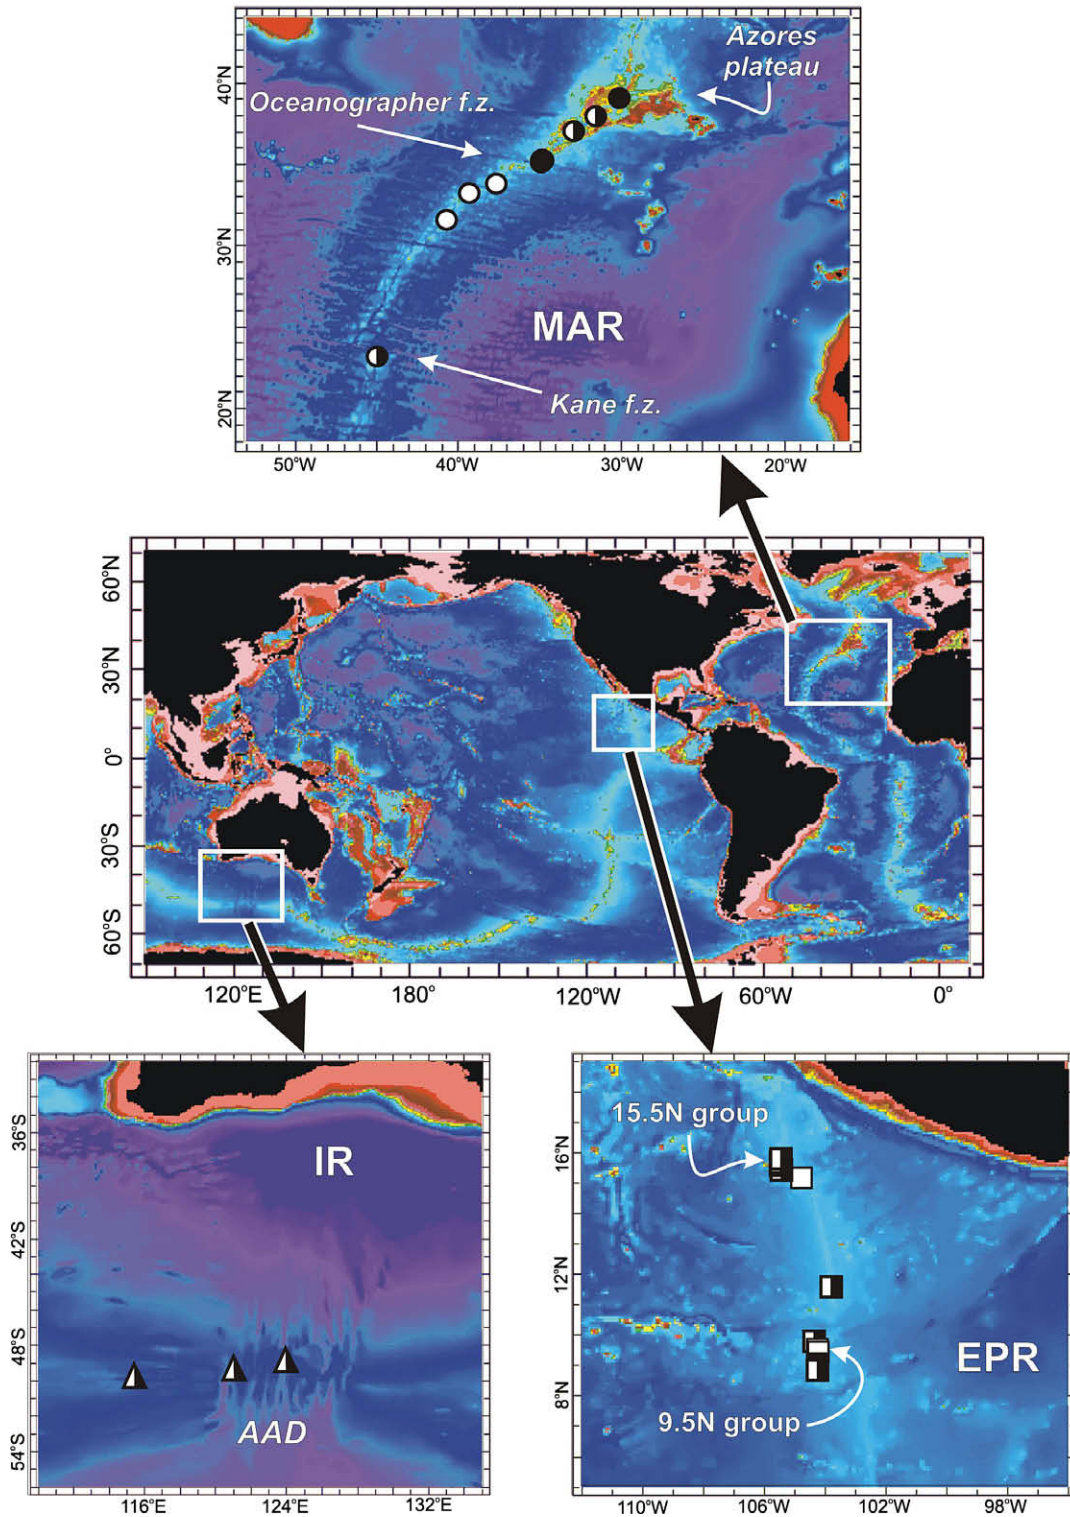 Azores
plateau
Oceanographer f.z.
MAR
Kane f.z.
40°N
30°N
20°N
50°W
40°W
30°W
20°W
60°N
30°N
0°
30°S
60°S
120°E
180°
120°W
60°W
0°
IR
AAD
36°S
42°S
48°S
54°S
116°E
124°E
132°E
15.5N group
EPR
9.5N group
16°N
12°N
8°N
110°W
106°W
102°W
98°W